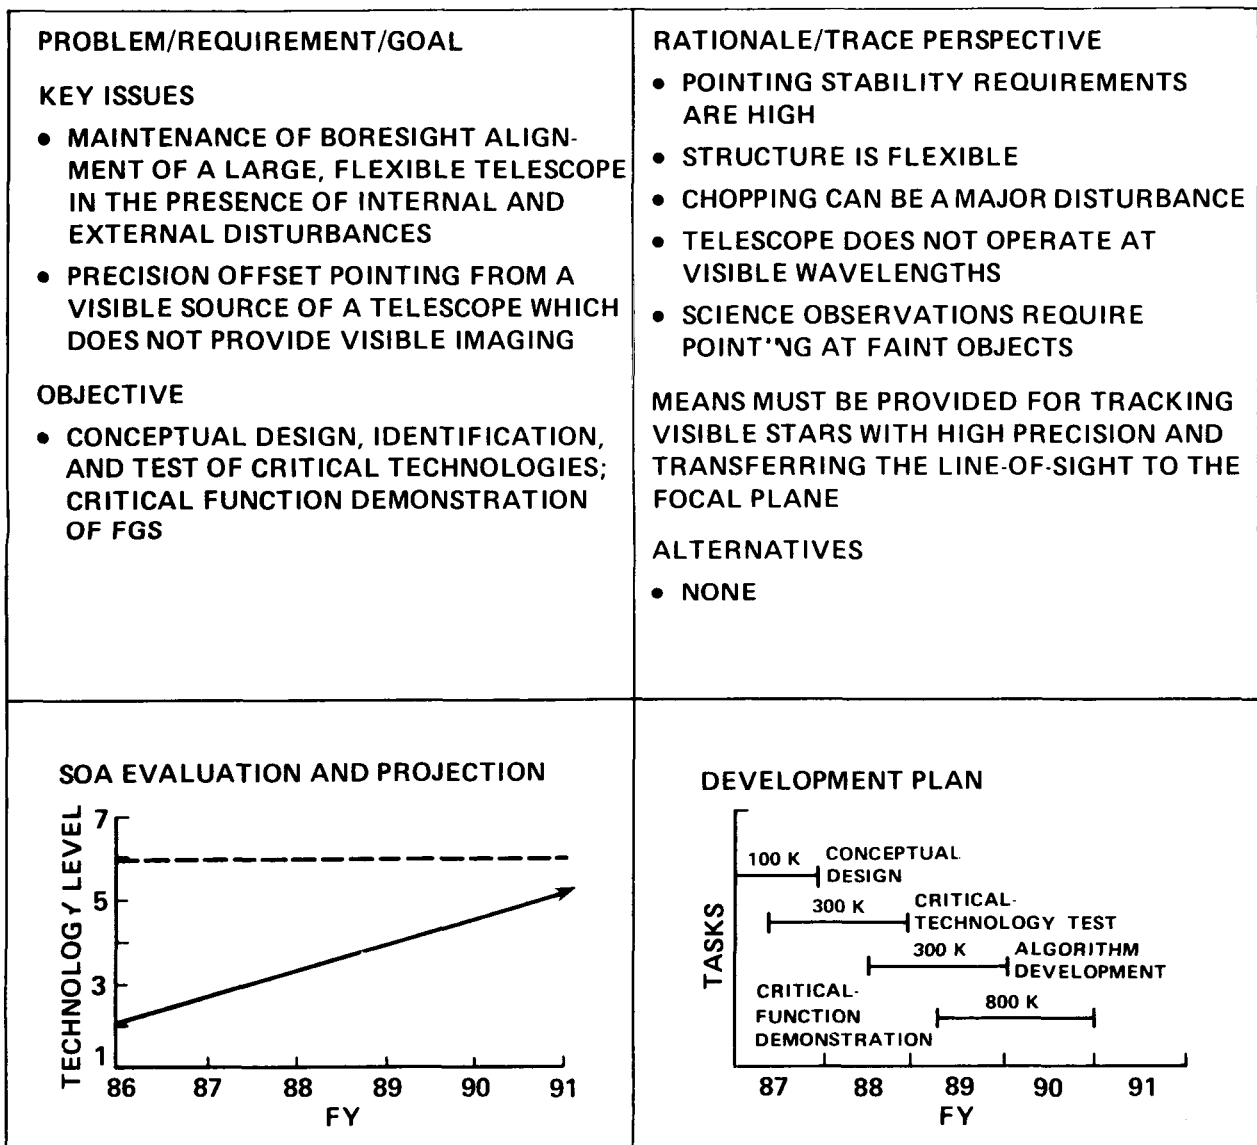 PROBLEM/REQUIREMENT/GOAL
KEY ISSUES
• MAINTENANCE OF BORESIGHT ALIGN-
MENT OF A LARGE, FLEXIBLE TELESCOPE
IN THE PRESENCE OF INTERNAL AND
EXTERNAL DISTURBANCES
• PRECISION OFFSET POINTING FROM A
VISIBLE SOURCE OF A TELESCOPE WHICH
DOES NOT PROVIDE VISIBLE IMAGING
OBJECTIVE
• CONCEPTUAL DESIGN, IDENTIFICATION,
AND TEST OF CRITICAL TECHNOLOGIES;
CRITICAL FUNCTION DEMONSTRATION
OF FGS
RATIONALE/TRACE PERSPECTIVE
• POINTING STABILITY REQUIREMENTS
ARE HIGH
• STRUCTURE IS FLEXIBLE
• CHOPPING CAN BE A MAJOR DISTURBANCE
• TELESCOPE DOES NOT OPERATE AT
VISIBLE WAVELENGTHS
• SCIENCE OBSERVATIONS REQUIRE
POINTING AT FAINT OBJECTS
MEANS MUST BE PROVIDED FOR TRACKING
VISIBLE STARS WITH HIGH PRECISION AND
TRANSFERRING THE LINE-OF-SIGHT TO THE
FOCAL PLANE
ALTERNATIVES
• NONE
SOA EVALUATION AND PROJECTION
TECHNOLOGY LEVEL
7
5
3
1
86 87 88 89 90 91
FY
DEVELOPMENT PLAN
TASKS
100 K CONCEPTUAL
DESIGN
300 K CRITICAL-
TECHNOLOGY TEST
300 K ALGORITHM
DEVELOPMENT
CRITICAL-
FUNCTION
DEMONSTRATION
800 K
87 88 89 90 91
FY